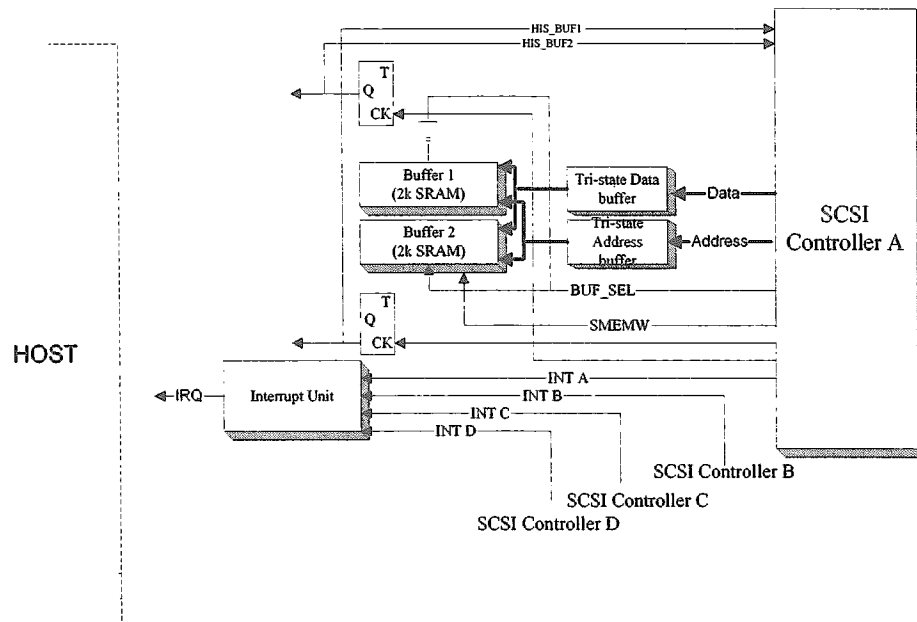 HIS_BUF1
HIS_BUF2
T
Q
CK
Buffer 1
(2k SRAM)
Tri-state Data
buffer
Data
Buffer 2
(2k SRAM)
Tri-state
Address
buffer
Address
SCSI
Controller A
BUF_SEL
SMEMW
T
Q
CK
HOST
IRQ
Interrupt Unit
INT A
INT B
INT C
INT D
SCSI Controller B
SCSI Controller C
SCSI Controller D